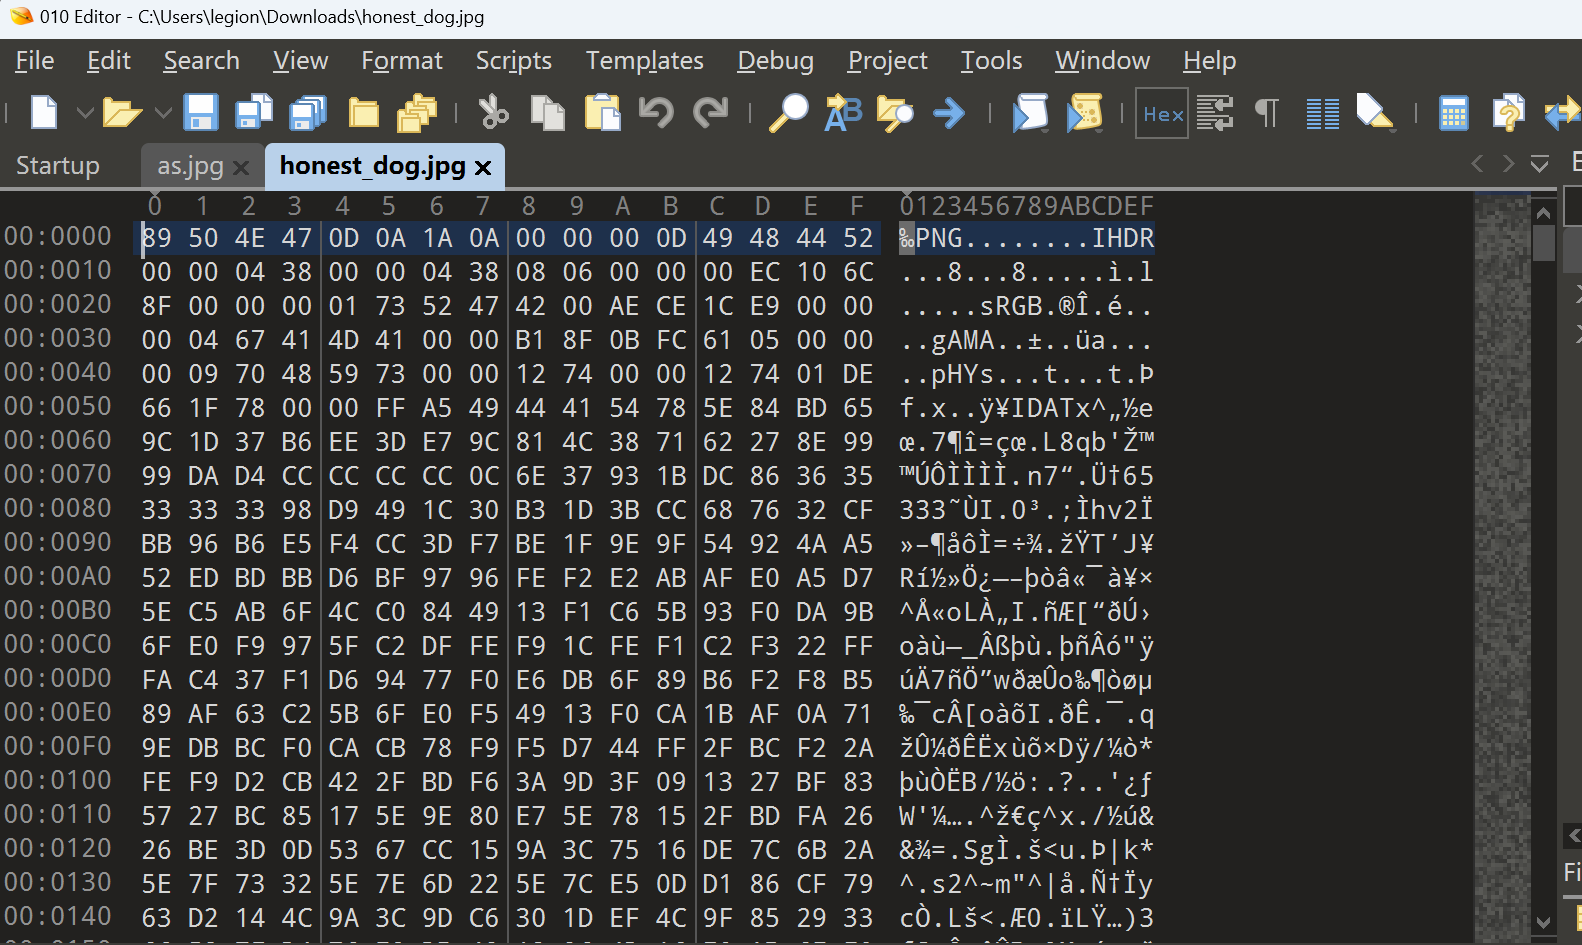 010 Editor - C:\Users\legion\Downloads\honest_dog.jpg
File Edit Search View Format Scripts Templates Debug Project Tools Window Help
Hex
Startup as.jpg honest_dog.jpg
0 1 2 3 4 5 6 7 8 9 A B C D E F 0123456789ABCDEF
00:0000 89 50 4E 47 0D 0A 1A 0A 00 00 00 0D 49 48 44 52 ‰PNG........IHDR
00:0010 00 00 04 38 00 00 04 38 08 06 00 00 00 EC 10 6C ...8...8.....ì.l
00:0020 8F 00 00 00 01 73 52 47 42 00 AE CE 1C E9 00 00 .....sRGB.®Î.é..
00:0030 00 04 67 41 4D 41 00 00 B1 8F 0B FC 61 05 00 00 ..gAMA..±..üa...
00:0040 00 09 70 48 59 73 00 00 12 74 00 00 12 74 01 DE ..pHYs...t...t.Þ
00:0050 66 1F 78 00 00 FF A5 49 44 41 54 78 5E 84 BD 65 f.x..ÿ¥IDATx^„½e
00:0060 9C 1D 37 B6 EE 3D E7 9C 81 4C 38 71 62 27 8E 99 œ.7¶î=çœ.L8qb'Ž™
00:0070 99 DA D4 CC CC CC CC 0C 6E 37 93 1B DC 86 36 35 ™ÚÔÌÌÌÌ.n7“.Ü†65
00:0080 33 33 33 98 D9 49 1C 30 B3 1D 3B CC 68 76 32 CF 333˜ÙI.0³.;Ìhv2Ï
00:0090 BB 96 B6 E5 F4 CC 3D F7 BE 1F 9E 9F 54 92 4A A5 »–¶åôÌ=÷¾.žŸT’J¥
00:00A0 52 ED BD BB D6 BF 97 96 FE F2 E2 AB AF E0 A5 D7 Rí½»Ö¿—–þòâ«¯à¥×
00:00B0 5E C5 AB 6F 4C C0 84 49 13 F1 C6 5B 93 F0 DA 9B ^Å«oLÀ„I.ñÆ[“ðÚ›
00:00C0 6F E0 F9 97 5F C2 DF FE F9 1C FE F1 C2 F3 22 FF oàù—_Âßþù.þñÂó"ÿ
00:00D0 FA C4 37 F1 D6 94 77 F0 E6 DB 6F 89 B6 F2 F8 B5 úÄ7ñÖ”wðæÛo‰¶òøµ
00:00E0 89 AF 63 C2 5B 6F E0 F5 49 13 F0 CA 1B AF 0A 71 ‰¯cÂ[oàõI.ðÊ.¯.q
00:00F0 9E DB BC F0 CA CB 78 F9 F5 D7 44 FF 2F BC F2 2A žÛ¼ðÊËxùõ×Dÿ/¼ò*
00:0100 FE F9 D2 CB 42 2F BD F6 3A 9D 3F 09 13 27 BF 83 þùÒËB/½ö:.?..'¿ƒ
00:0110 57 27 BC 85 17 5E 9E 80 E7 5E 78 15 2F BD FA 26 W'¼….^ž€ç^x./½ú&
00:0120 26 BE 3D 0D 53 67 CC 15 9A 3C 75 16 DE 7C 6B 2A &¾=.SgÌ.š<u.Þ|k*
00:0130 5E 7F 73 32 5E 7E 6D 22 5E 7C E5 0D D1 86 CF 79 ^.s2^~m"^|å.Ñ†Ïy
00:0140 63 D2 14 4C 9A 3C 9D C6 30 1D EF 4C 9F 85 29 33 cÒ.Lš<.Æ0.ïLŸ…)3